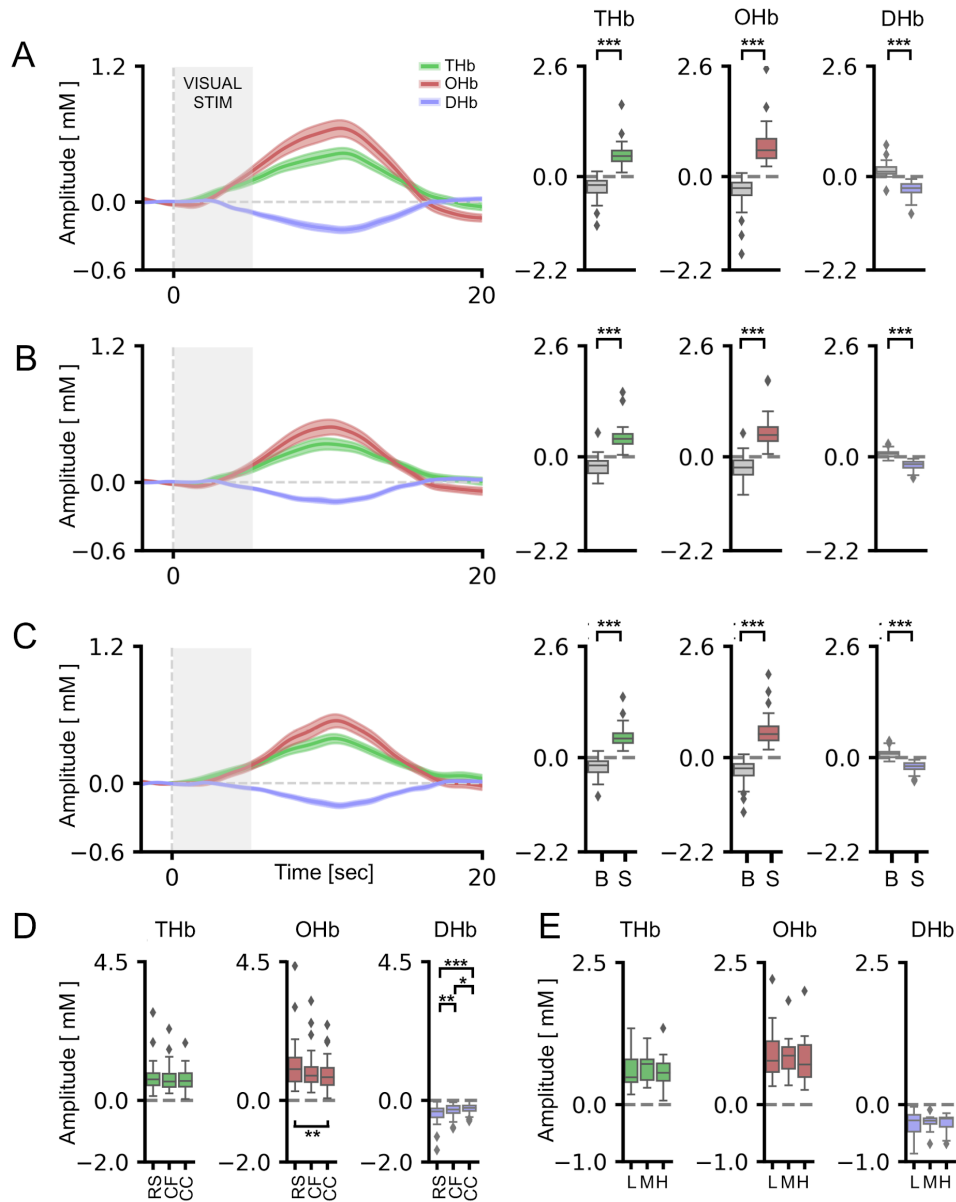 THb OHb DHb
A
1.2
0.0
−0.6
Amplitude [ mM ]
VISUAL
STIM
THb
OHb
DHb
0 20
*** *** ***
2.6 2.6 2.6
0.0 0.0 0.0
−2.2 −2.2 −2.2
B
1.2
0.0
−0.6
Amplitude [ mM ]
0 20
*** *** ***
2.6 2.6 2.6
0.0 0.0 0.0
−2.2 −2.2 −2.2
C
1.2
0.0
−0.6
Amplitude [ mM ]
0 Time [sec] 20
*** *** ***
2.6 2.6 2.6
0.0 0.0 0.0
−2.2 −2.2 −2.2
B S B S B S
D
THb OHb DHb
Amplitude [ mM ]
4.5 4.5 4.5
0.0 0.0 0.0
−2.0 −2.0 −2.0
***
*
**
**
RS CF CC RS CF CC RS CF CC
E
THb OHb DHb
Amplitude [ mM ]
2.5 2.5 2.5
0.0 0.0 0.0
−1.0 −1.0 −1.0
L M H L M H L M H